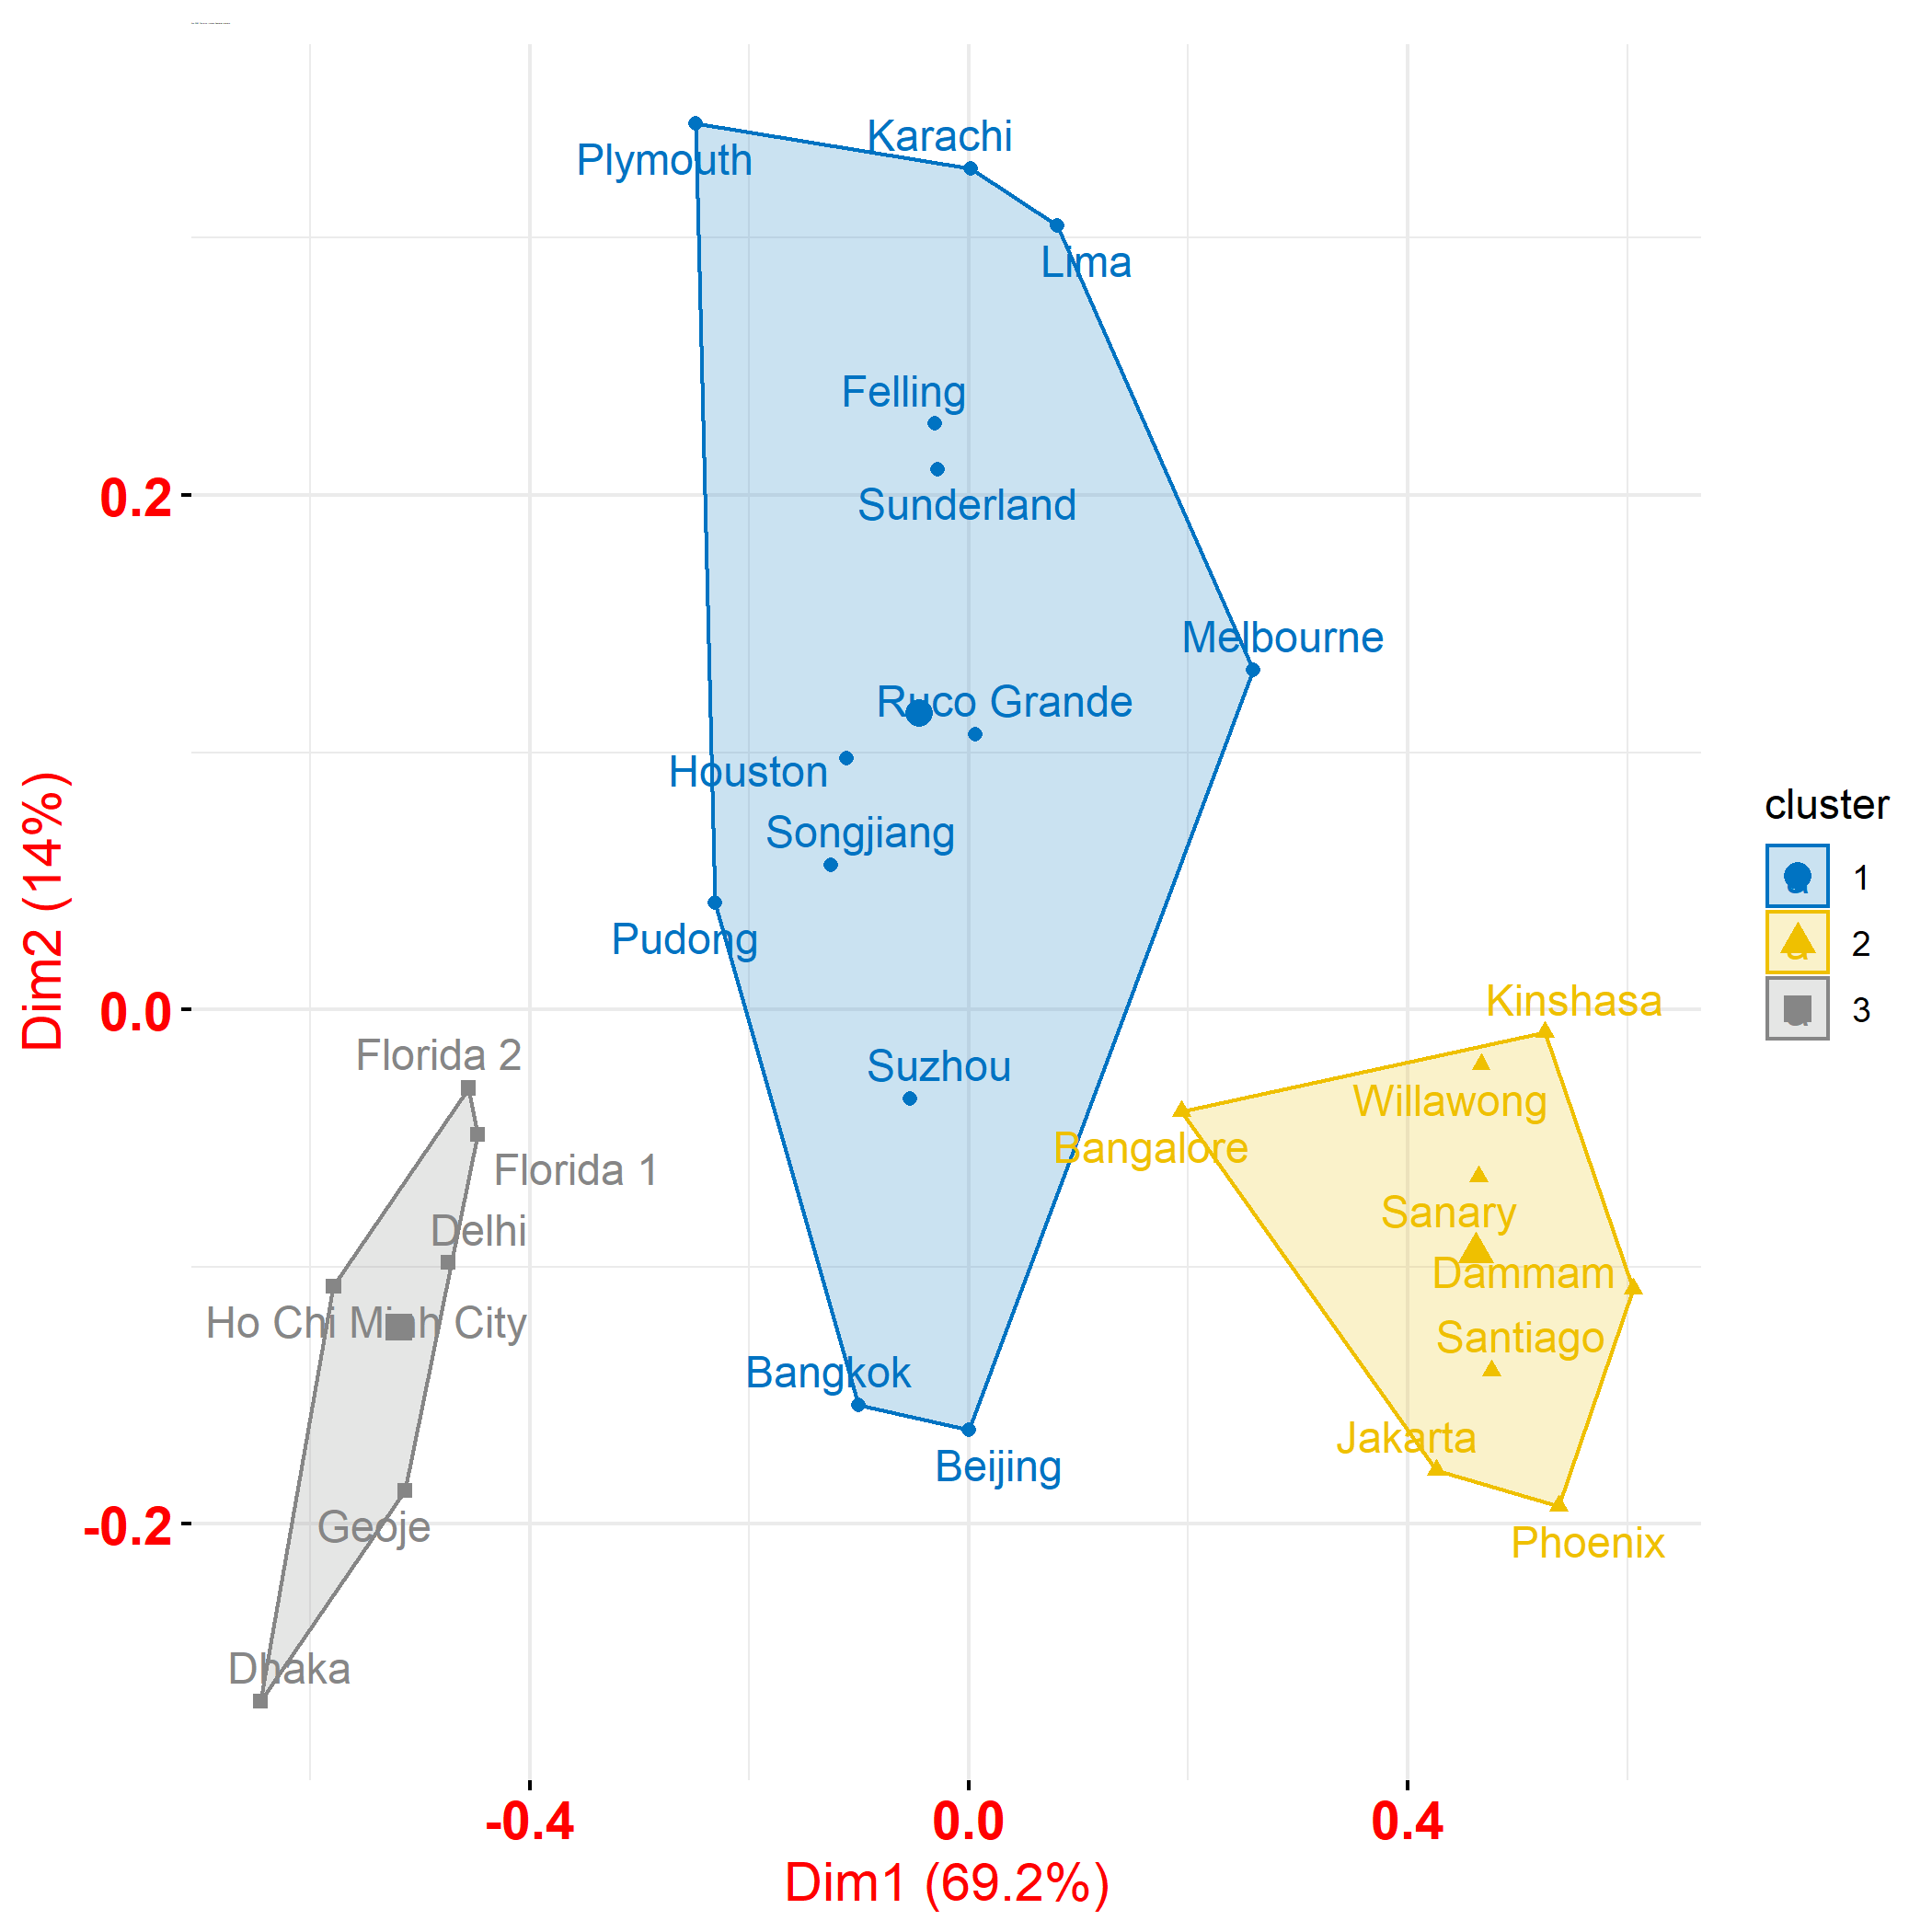 Karachi
Plymouth
Lima
Felling
Sunderland
Melbourne
Ruco Grande
Houston
Songjiang
Pudong
Suzhou
Bangkok
Beijing
Kinshasa
Willawong
Bangalore
Sanary
Dammam
Santiago
Jakarta
Phoenix
Florida 2
Florida 1
Delhi
Ho Chi Minh City
Geoje
Dhaka
0.2
0.0
-0.2
Dim2 (14%)
-0.4
0.0
0.4
Dim1 (69.2%)
cluster
1
2
3